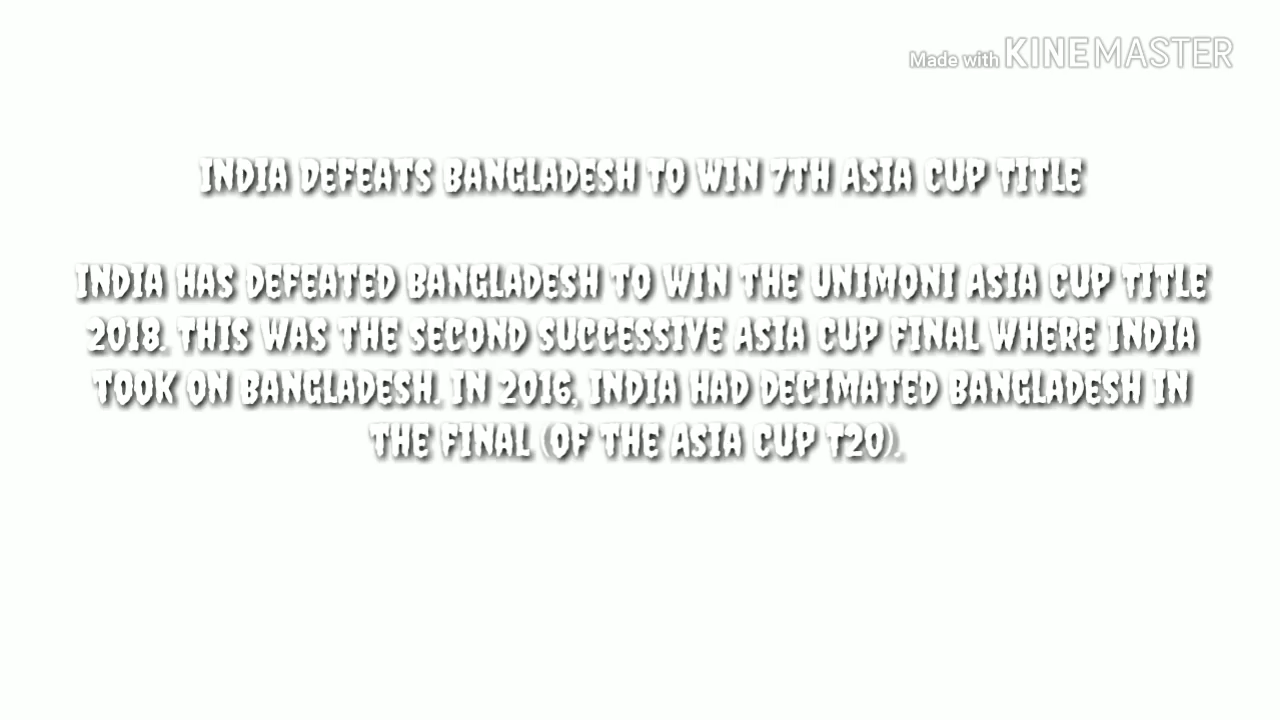 Made with KINEMASTER
INDIA DEFEATS BANGLADESH TO WIN 7TH ASIA CUP TITLE
INDIA HAS DEFEATED BANGLADESH TO WIN THE UNIMONI ASIA CUP TITLE
2018. THIS WAS THE SECOND SUCCESSIVE ASIA CUP FINAL WHERE INDIA
TOOK ON BANGLADESH. IN 2016, INDIA HAD DECIMATED BANGLADESH IN
THE FINAL (OF THE ASIA CUP T20).